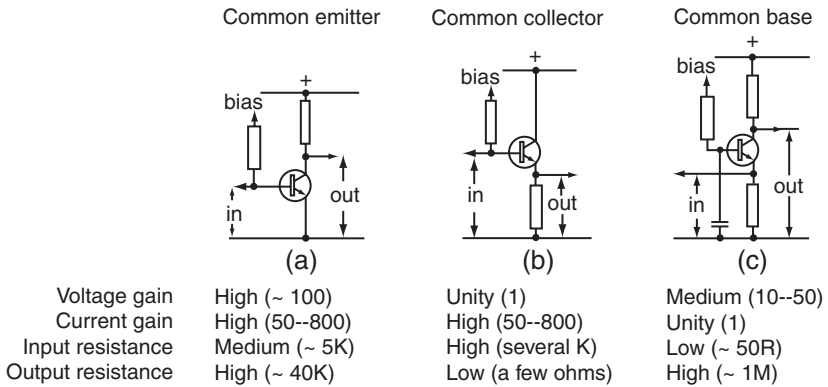 Common emitter Common collector Common base
+ + +
bias bias bias
in out in out in out
(a) (b) (c)
Voltage gain High (~ 100) Unity (1) Medium (10--50)
Current gain High (50--800) High (50--800) Unity (1)
Input resistance Medium (~ 5K) High (several K) Low (~ 50R)
Output resistance High (~ 40K) Low (a few ohms) High (~ 1M)